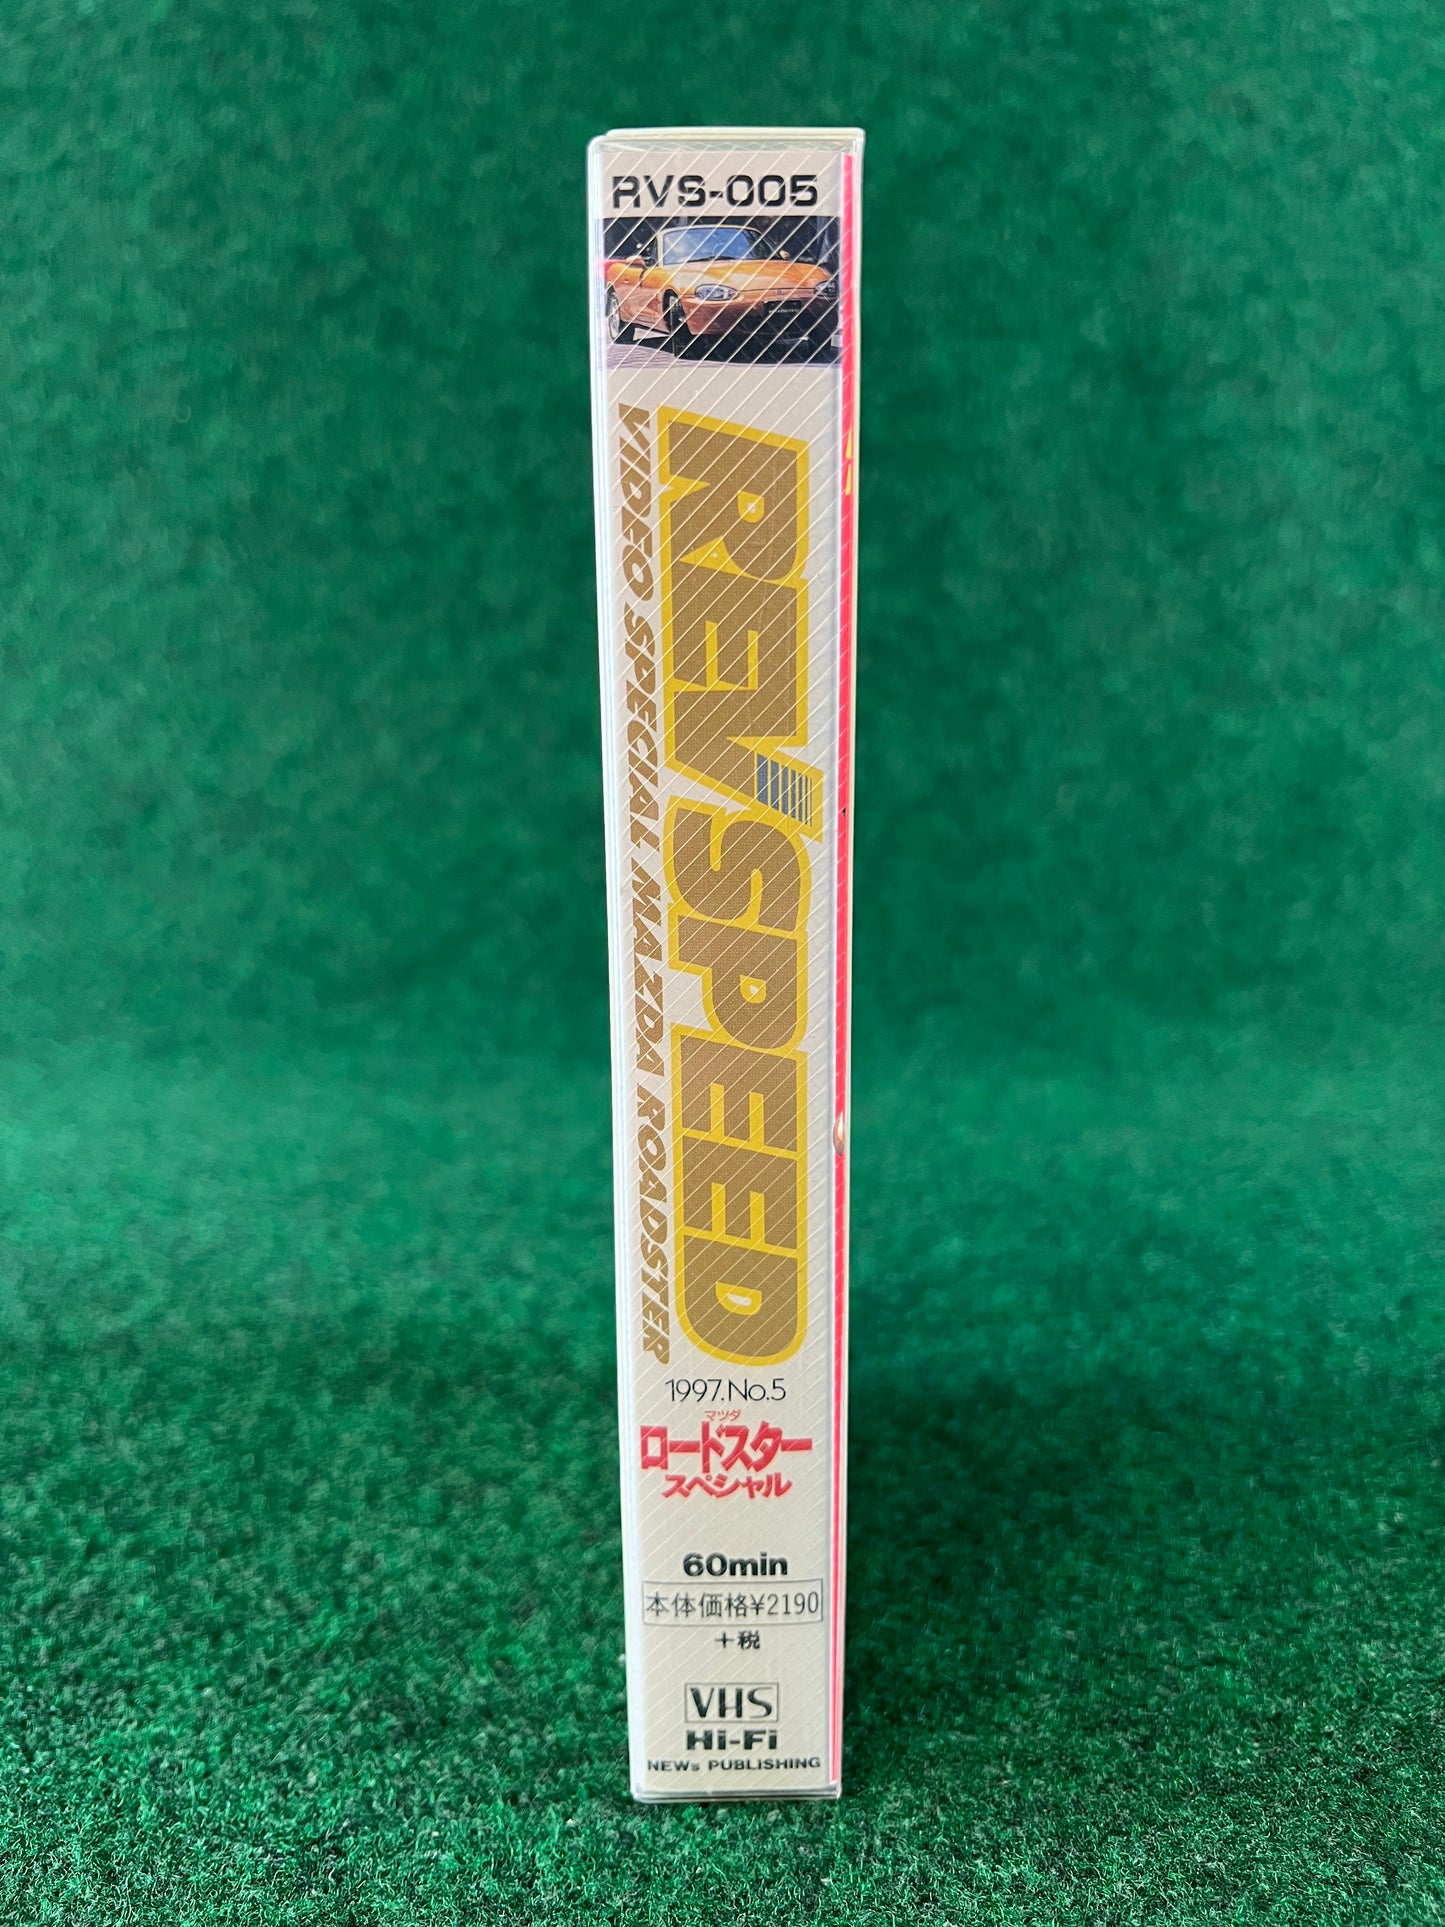 RVS-005
REV SPEED
VIDEO SPECIAL MAZDA ROADSTER
1997.No.5
マツダ
ロードスター
スペシャル
60min
本体価格¥2190
+税
VHS
Hi-Fi
NEWs PUBLISHING